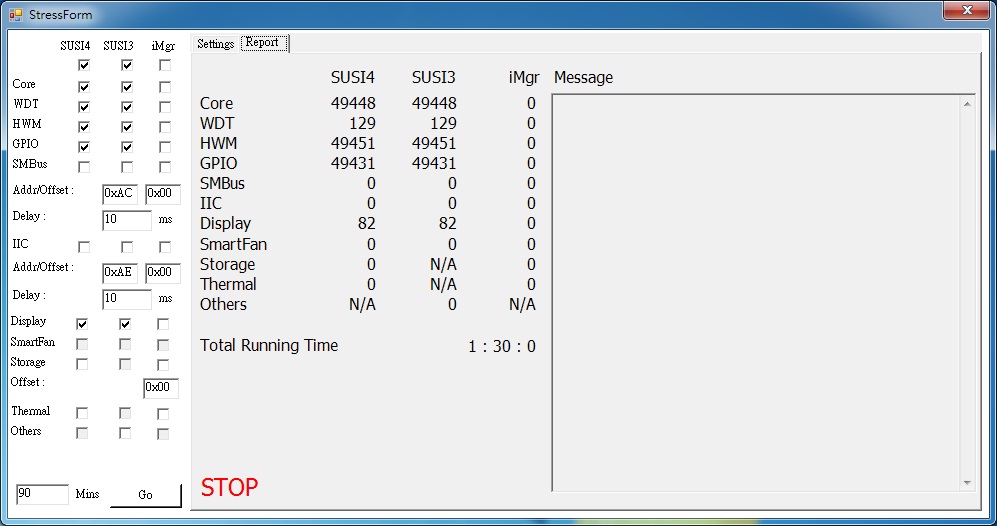 StressForm
SUSI4 SUSI3 iMgr
Core
WDT
HWM
GPIO
SMBus
Addr/Offset : 0xAC 0x00
Delay : 10 ms
IIC
Addr/Offset : 0xAE 0x00
Delay : 10 ms
Display
SmartFan
Storage
Offset : 0x00
Thermal
Others
90 Mins Go
Settings Report
SUSI4 SUSI3 iMgr Message
Core 49448 49448 0
WDT 129 129 0
HWM 49451 49451 0
GPIO 49431 49431 0
SMBus 0 0 0
IIC 0 0 0
Display 82 82 0
SmartFan 0 0 0
Storage 0 N/A 0
Thermal 0 N/A 0
Others N/A 0 N/A
Total Running Time 1 : 30 : 0
STOP